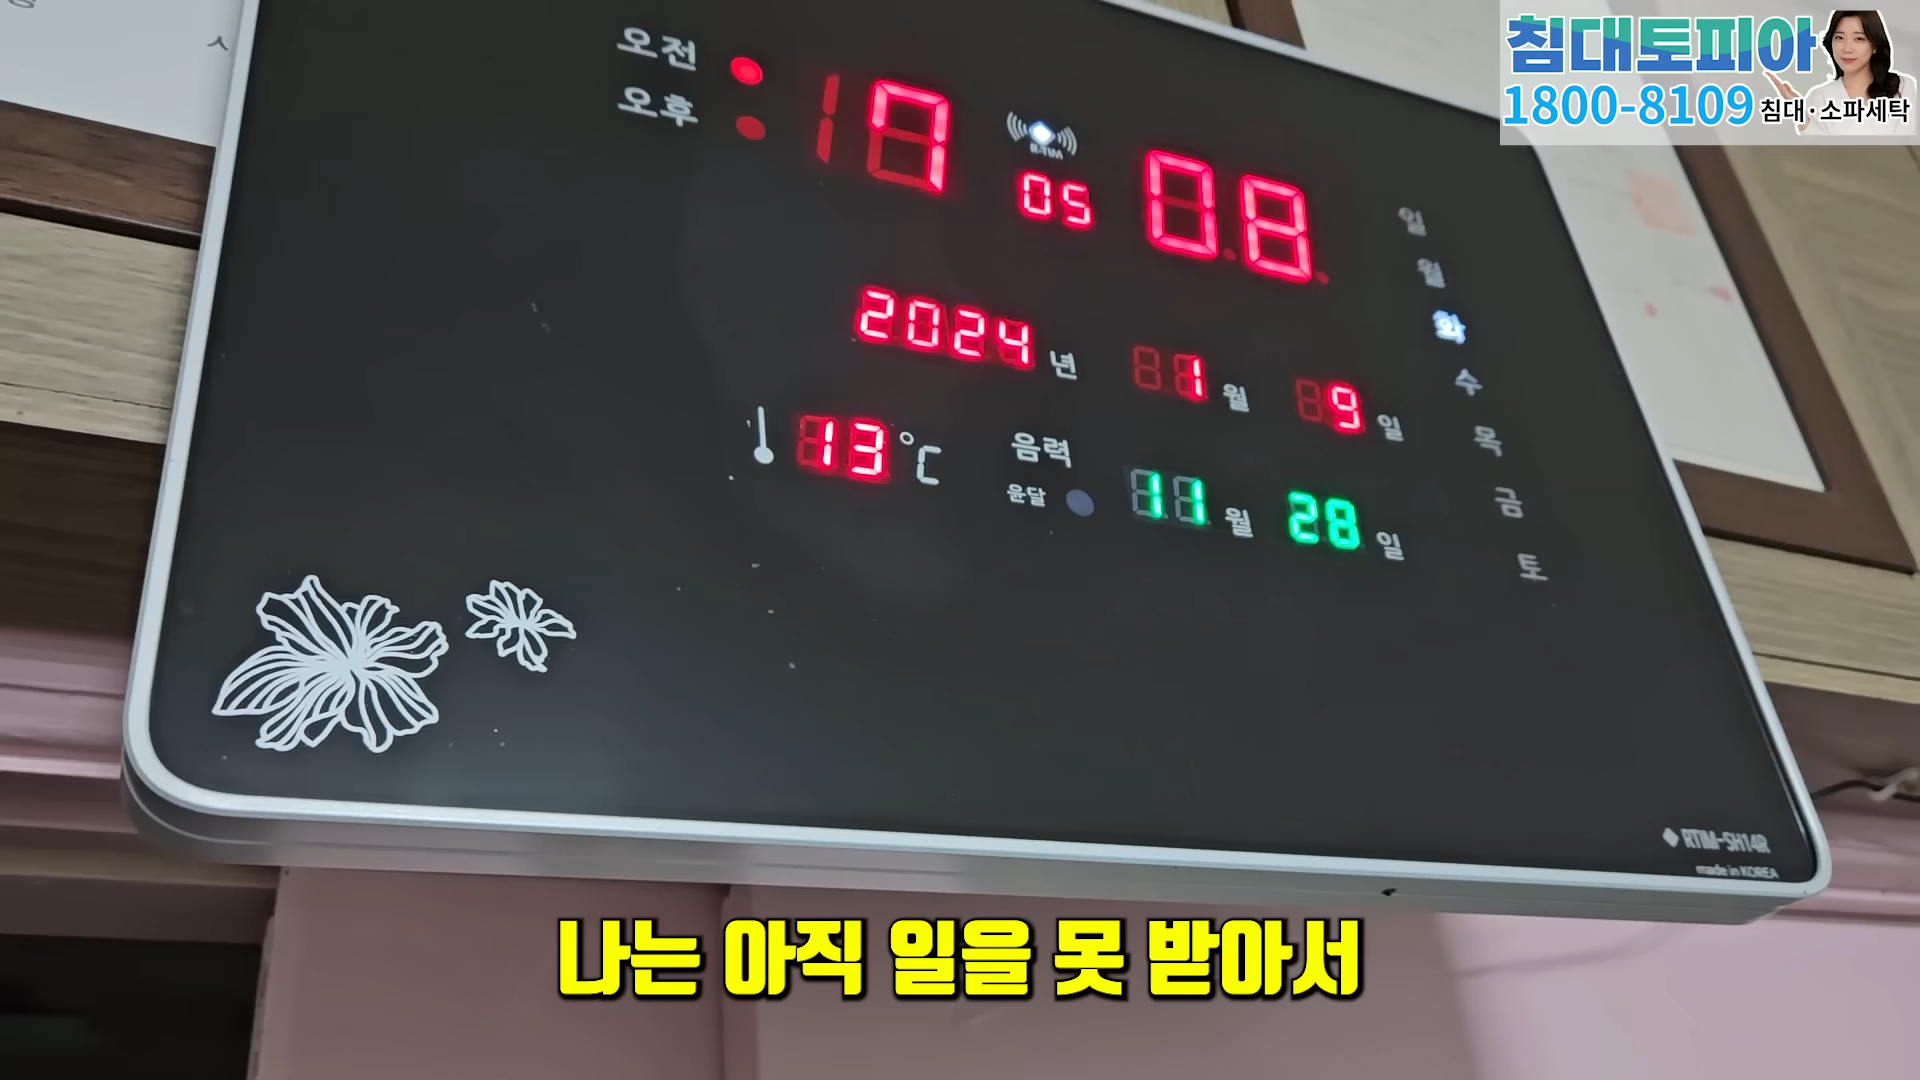 침대토피아
1800-8109 침대·소파세탁
오전
오후
7 05 08
R-TIM
일
월
화
수
목
금
토
2024년 1월 9일
13°C
음력
윤달
11월 28일
RTIM-SH14R
made in KOREA
나는 아직 일을 못 받아서